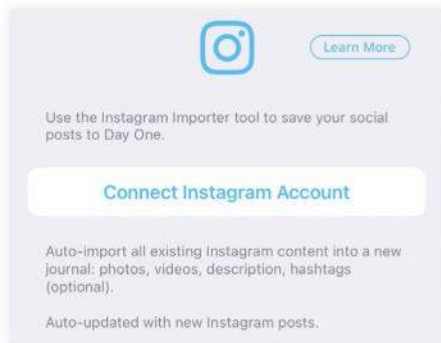 Learn More
Use the Instagram Importer tool to save your social
posts to Day One.
Connect Instagram Account
Auto-import all existing Instagram content into a new
journal: photos, videos, description, hashtags
(optional).
Auto-updated with new Instagram posts.